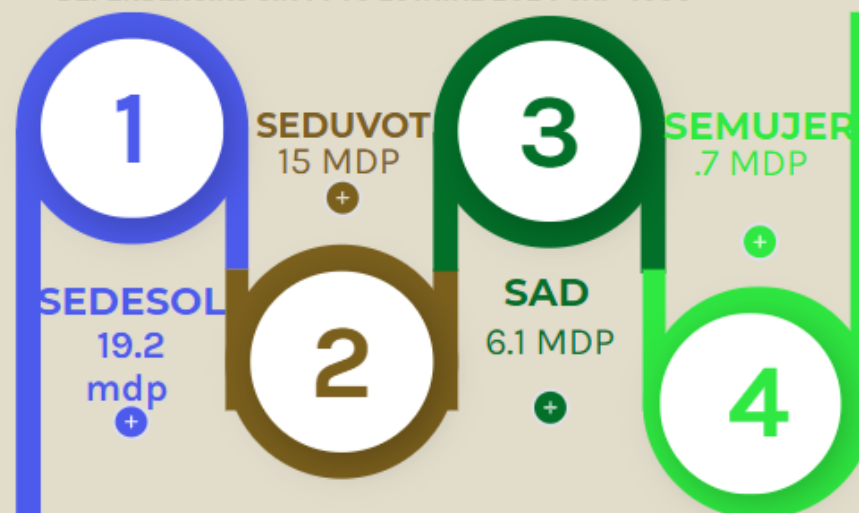 1
SEDESOL
19.2
mdp
+
SEDUVOT
15 MDP
+
2
3
SAD
6.1 MDP
+
SEMUJER
.7 MDP
+
4